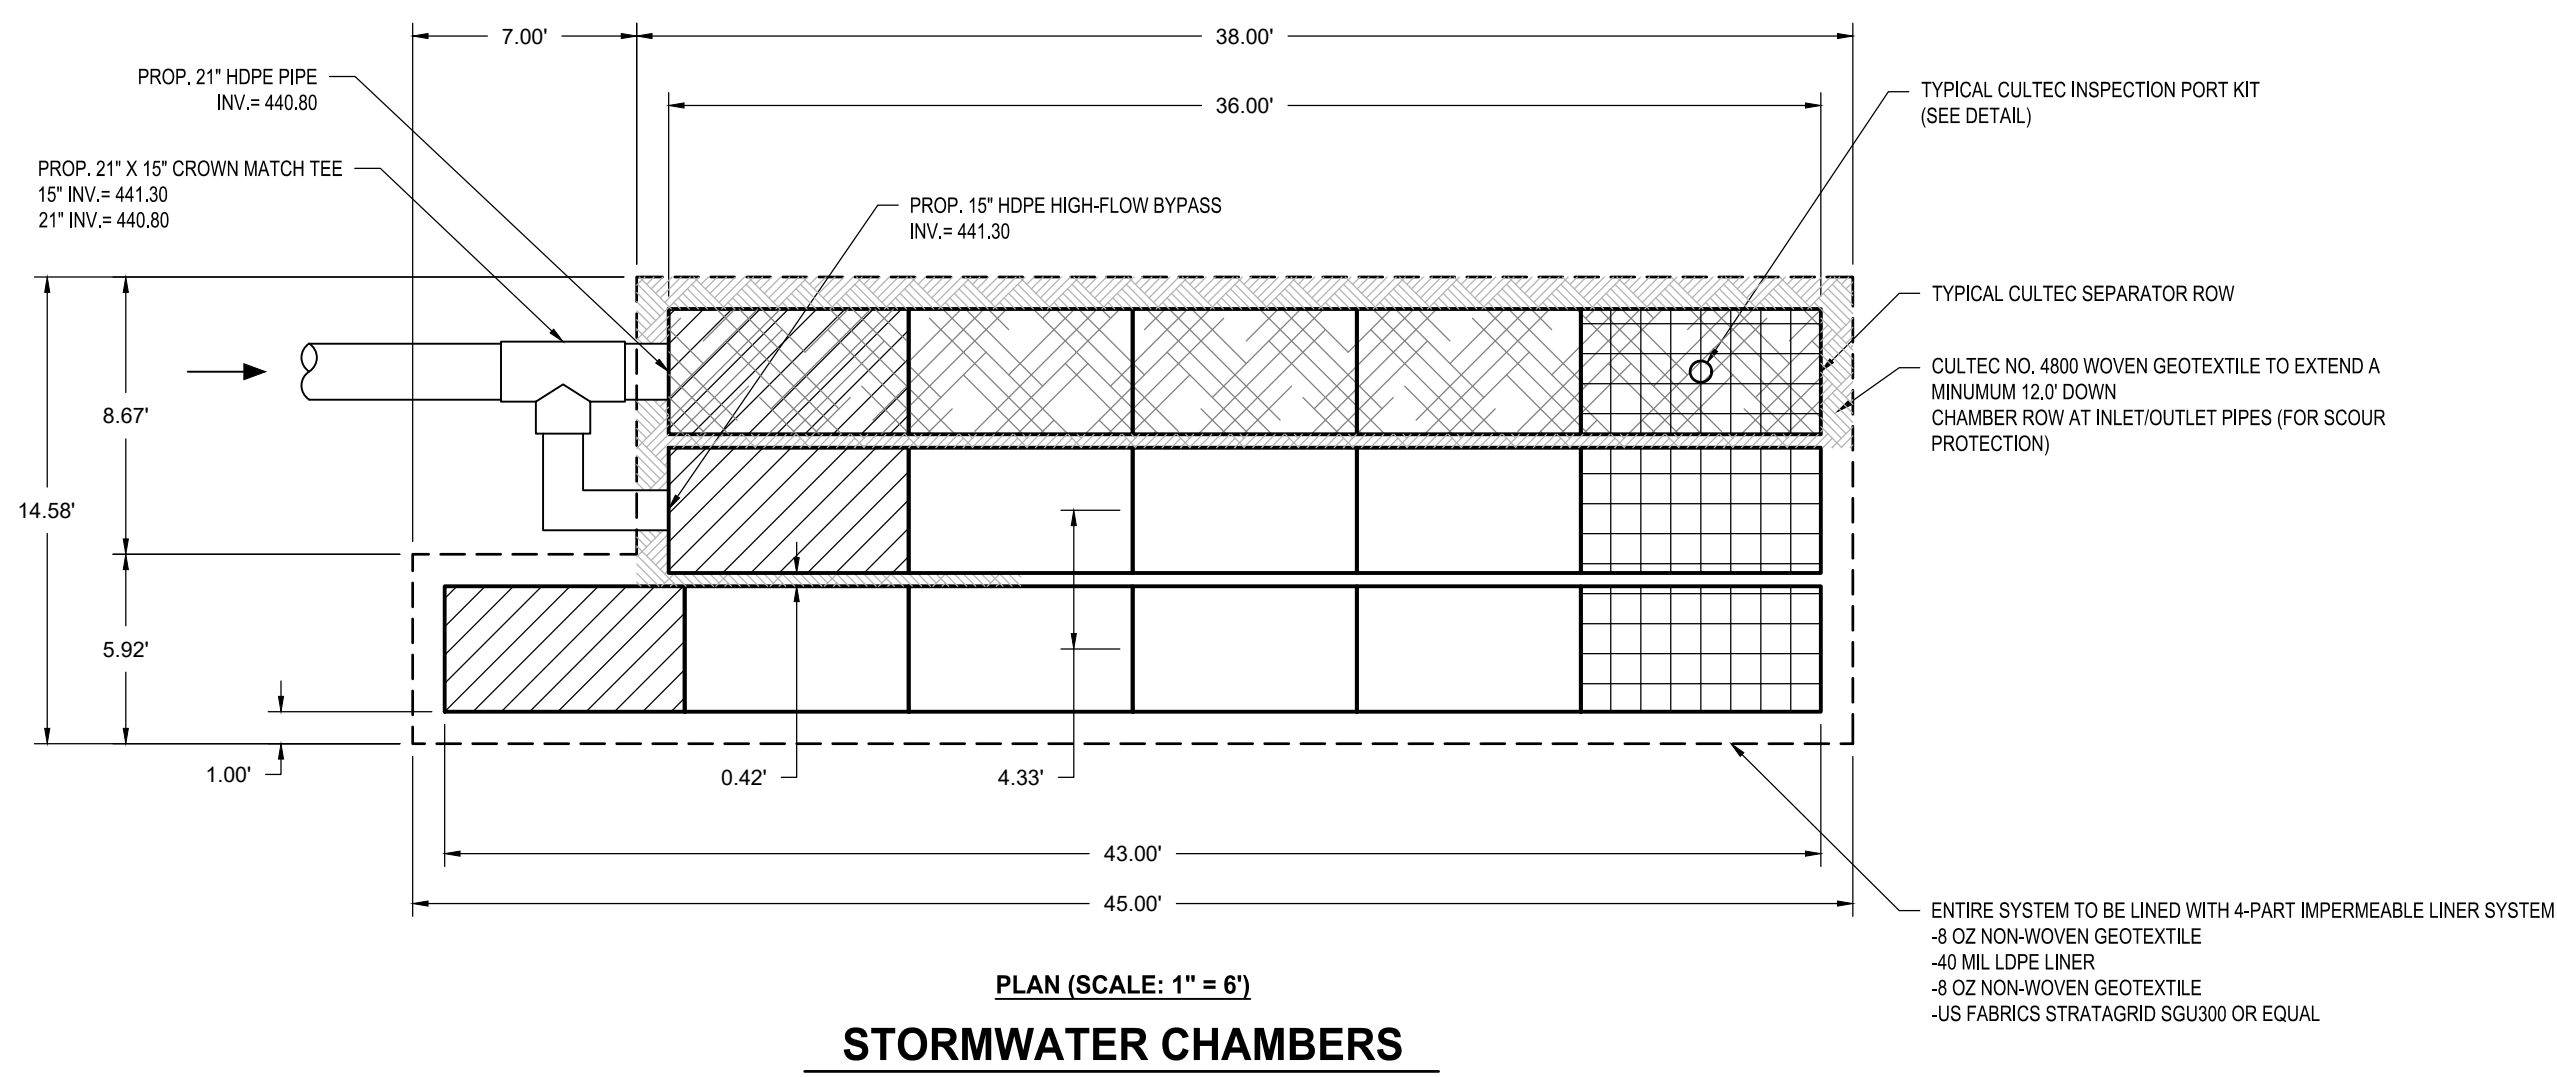 7.00'
38.00'
PROP. 21" HDPE PIPE
INV.= 440.80
36.00'
TYPICAL CULTEC INSPECTION PORT KIT
(SEE DETAIL)
PROP. 21" X 15" CROWN MATCH TEE
15" INV.= 441.30
21" INV.= 440.80
PROP. 15" HDPE HIGH-FLOW BYPASS
INV.= 441.30
TYPICAL CULTEC SEPARATOR ROW
CULTEC NO. 4800 WOVEN GEOTEXTILE TO EXTEND A
MINUMUM 12.0' DOWN
CHAMBER ROW AT INLET/OUTLET PIPES (FOR SCOUR
PROTECTION)
8.67'
14.58'
5.92'
1.00'
0.42'
4.33'
43.00'
45.00'
ENTIRE SYSTEM TO BE LINED WITH 4-PART IMPERMEABLE LINER SYSTEM
-8 OZ NON-WOVEN GEOTEXTILE
-40 MIL LDPE LINER
-8 OZ NON-WOVEN GEOTEXTILE
-US FABRICS STRATAGRID SGU300 OR EQUAL
PLAN (SCALE: 1" = 6')
STORMWATER CHAMBERS